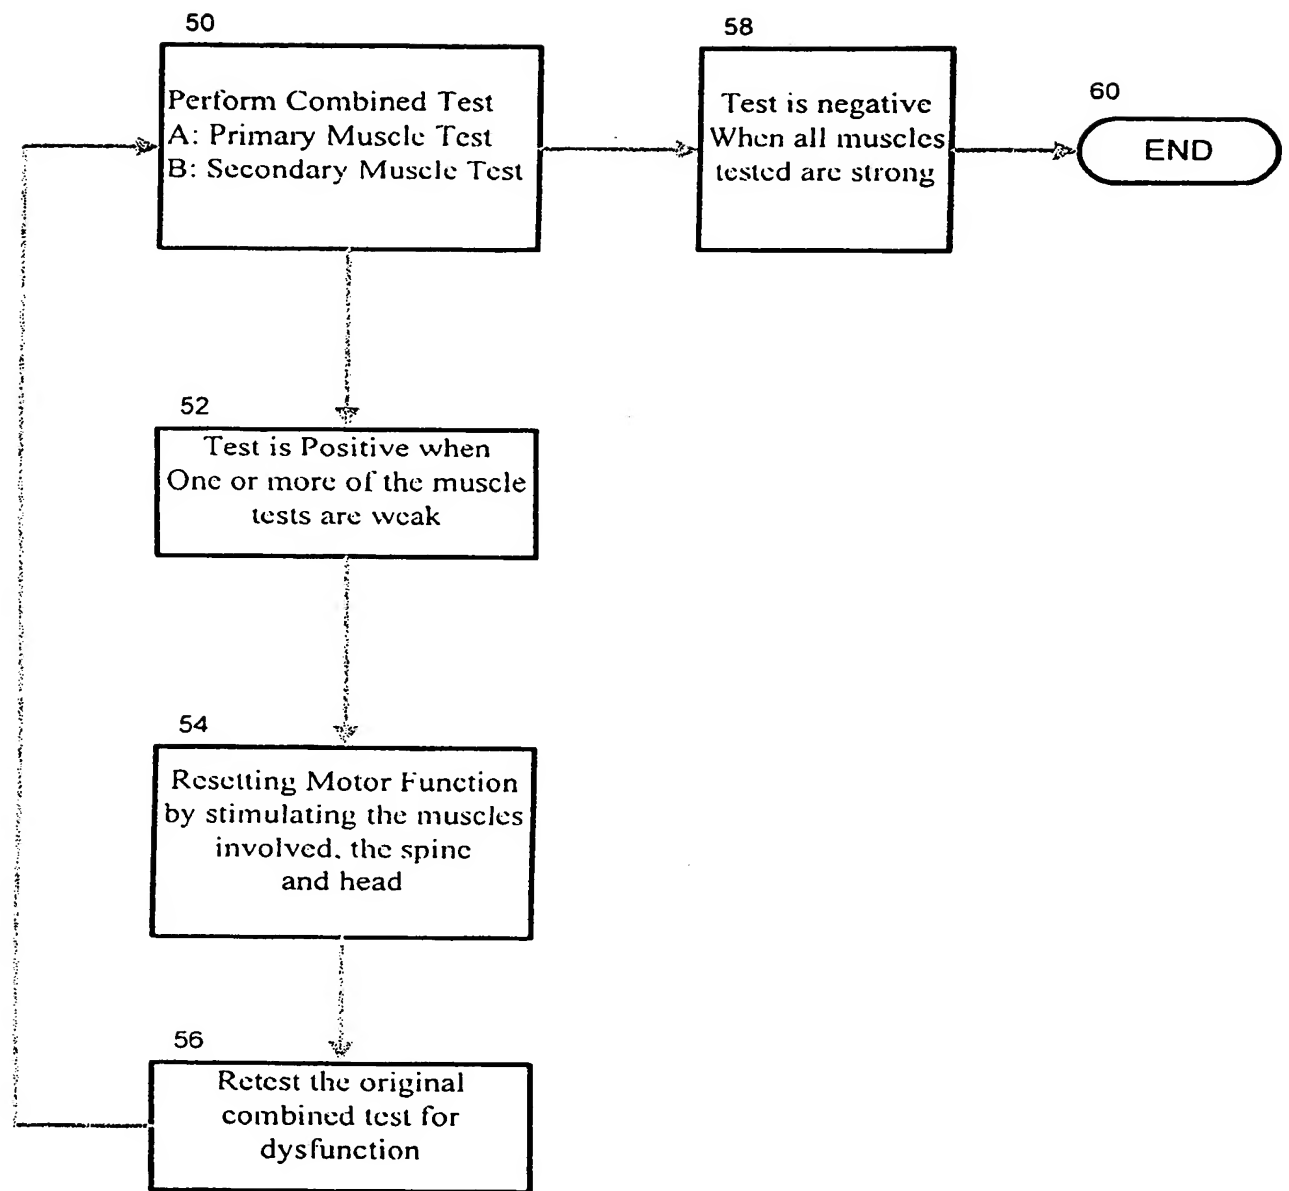 50
Perform Combined Test
A: Primary Muscle Test
B: Secondary Muscle Test
58
Test is negative
When all muscles
tested are strong
60
END
52
Test is Positive when
One or more of the muscle
tests are weak
54
Resetting Motor Function
by stimulating the muscles
involved, the spine
and head
56
Retest the original
combined test for
dysfunction